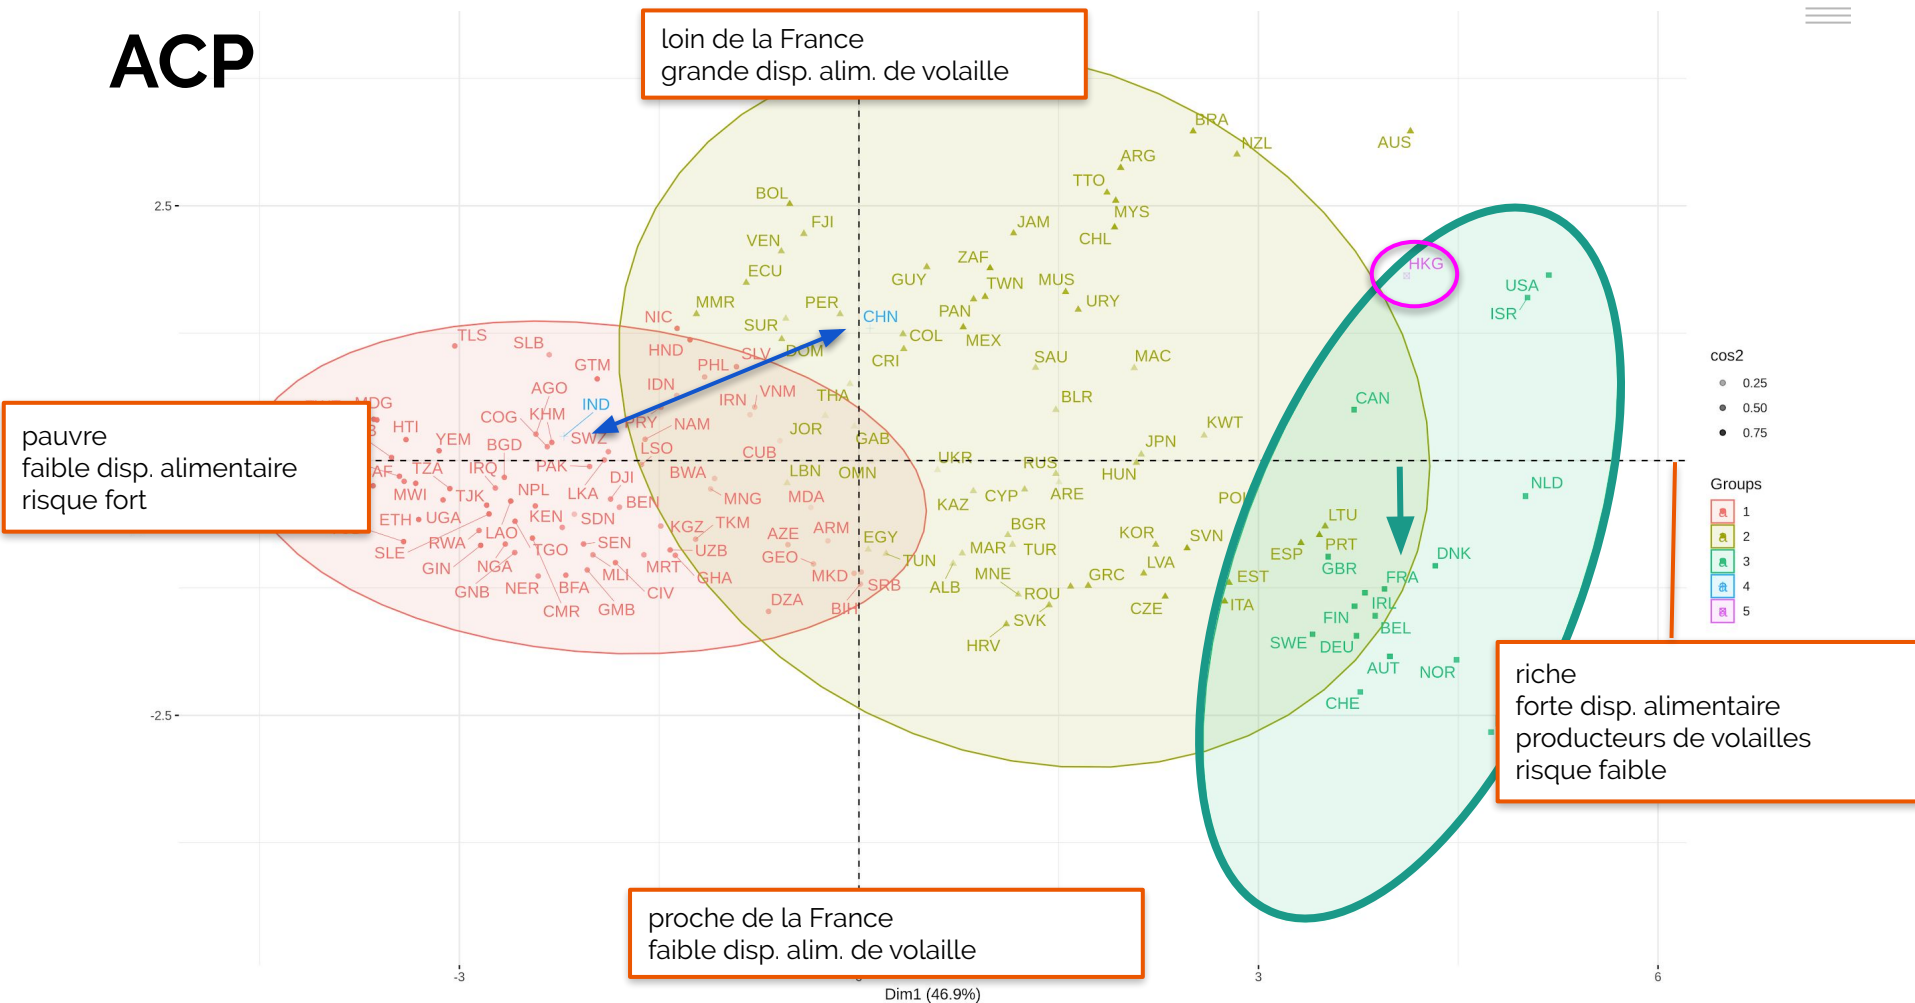 ACP
loin de la France
grande disp. alim. de volaille
BRA
AUS
NZL
ARG
TTO
BOL
2.5
MYS
FJI
JAM
CHL
VEN
ZAF
HKG
ECU
GUY
TWN
MUS
USA
MMR
PER
PAN
URY
ISR
NIC
CHN
SUR
COL
MEX
TLS
SLB
HND
SLV
DOM
CRI
SAU
MAC
cos2
GTM
PHL
0.25
AGO
IDN
IRN
VNM
THA
BLR
CAN
0.50
MDG
IND
COG
KHM
PRY
NAM
KWT
0.75
HTI
JOR
GAB
YEM
BGD
SWZ
LSO
CUB
JPN
pauvre
faible disp. alimentaire
risque fort
AF
TZA
IRQ
PAK
BWA
LBN
OMN
UKR
RUS
HUN
DJI
NLD
Groups
MWI
TJK
NPL
LKA
BEN
MNG
MDA
KAZ
CYP
ARE
POL
1
ETH
UGA
KEN
SDN
KGZ
TKM
AZE
ARM
EGY
BGR
KOR
SVN
LTU
2
SLE
RWA
LAO
TGO
SEN
UZB
GEO
TUN
MAR
TUR
LVA
ESP
PRT
DNK
3
GIN
NGA
MLI
MRT
GHA
MKD
SRB
ALB
MNE
GRC
EST
GBR
FRA
4
GNB
NER
BFA
CIV
DZA
BIH
ROU
CZE
ITA
FIN
IRL
5
CMR
GMB
SVK
HRV
SWE
DEU
BEL
AUT
NOR
CHE
riche
forte disp. alimentaire
producteurs de volailles
risque faible
-2.5
proche de la France
faible disp. alim. de volaille
-3
3
6
Dim1 (46.9%)